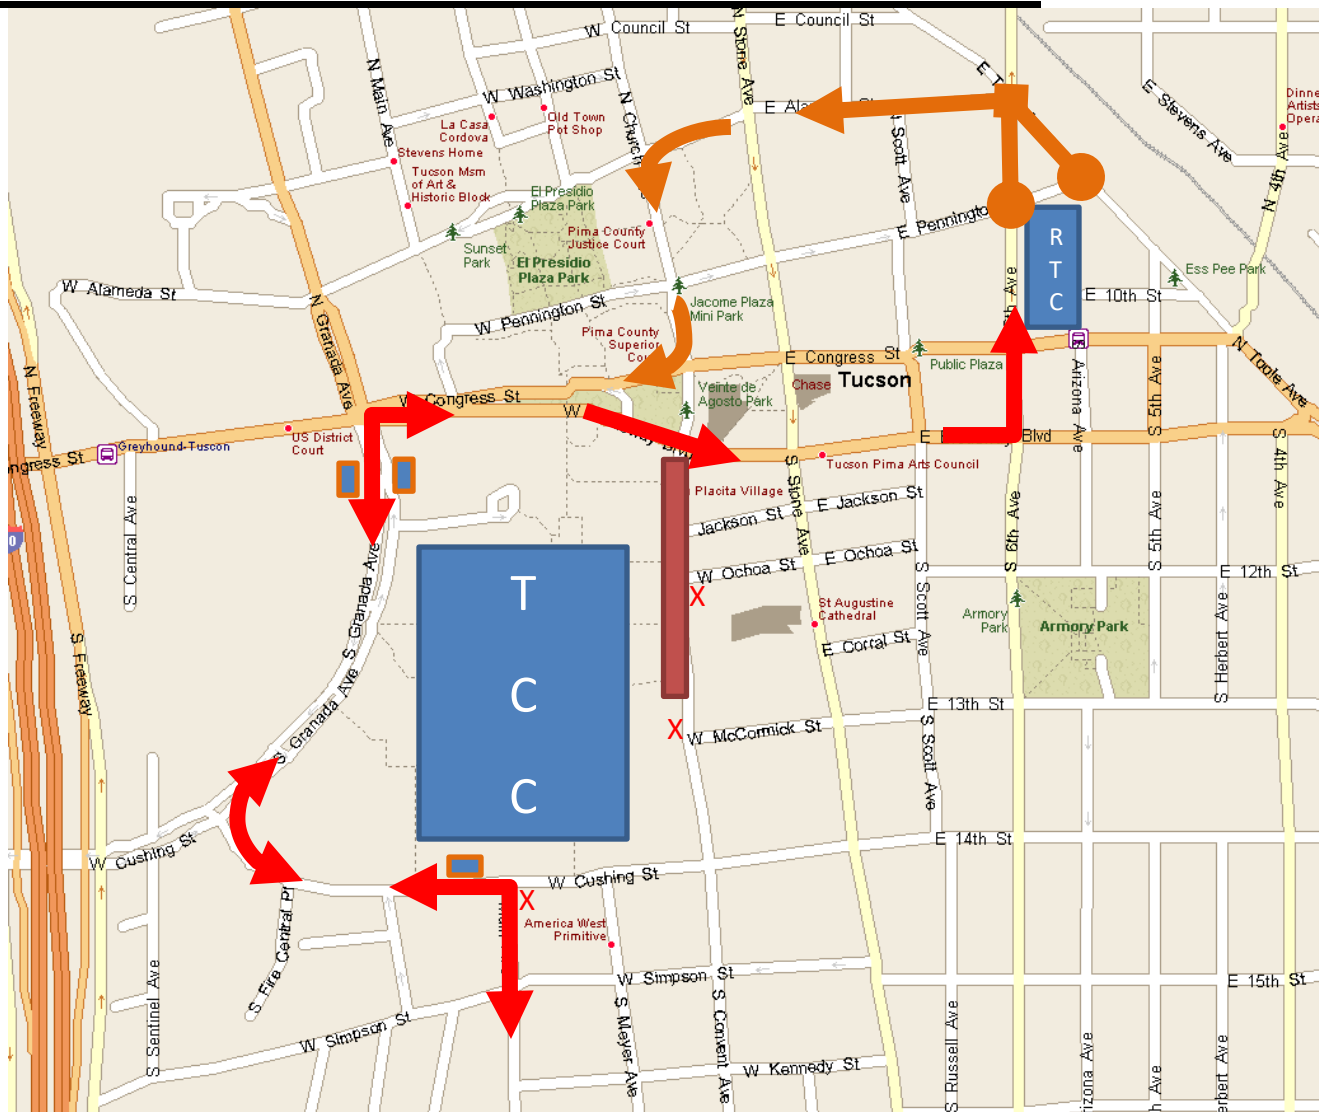 W Council St
E Council St
N Stone Ave
N Main Ave
W Washington St
N Church
E Stevens Ave
La Casa
Cordova
Old Town
Pot Shop
Stevens Home
Tucson Msm
of Art &
Historic Block
N Scott Ave
N 4th Ave
El Presidio
Plaza Park
Pima County
Justice Court
E Pennington
Sunset
Park
El Presidio
Plaza Park
R
T
C
Ess Pee Park
W Alameda St
E 10th St
N Granada Ave
W Pennington St
Jacome Plaza
Mini Park
Pima County
Superior
N Freeway
E Congress St
Public Plaza
Chase
Tucson
Veinte de
Agosto Park
Arizona Ave
S 5th Ave
N Toole Ave
W Congress St
W
US District
Court
Greyhound-Tuscon
E
Blvd
Tucson Pima Arts Council
Placita Village
S Stone Ave
E Jackson St
Jackson St
S 4th Ave
S Central Ave
S 6th Ave
S 5th Ave
E Ochoa St
W Ochoa St
E 12th St
X
T
C
C
S Granada Ave
St Augustine
Cathedral
Scott Ave
Armory
Park
Armory Park
S Herbert Ave
E Corral St
S Freeway
S Granada Ave
E 13th St
X
W McCormick St
S Scott Ave
E 14th St
W Cushing St
W Cushing St
X
America West
Primitive
S Fire Central Pl
S Sentinel Ave
W Simpson St
E 15th St
W Simpson St
S Meyer Ave
S Convent Ave
S Russell Ave
W Kennedy St